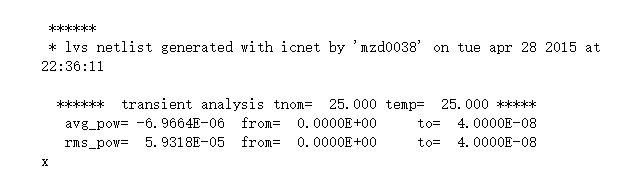 ******
* lvs netlist generated with icnet by 'mzd0038' on tue apr 28 2015 at
22:36:11
****** transient analysis tnom= 25.000 temp= 25.000 *****
avg_pow= -6.9664E-06 from= 0.0000E+00 to= 4.0000E-08
rms_pow= 5.9318E-05 from= 0.0000E+00 to= 4.0000E-08
x